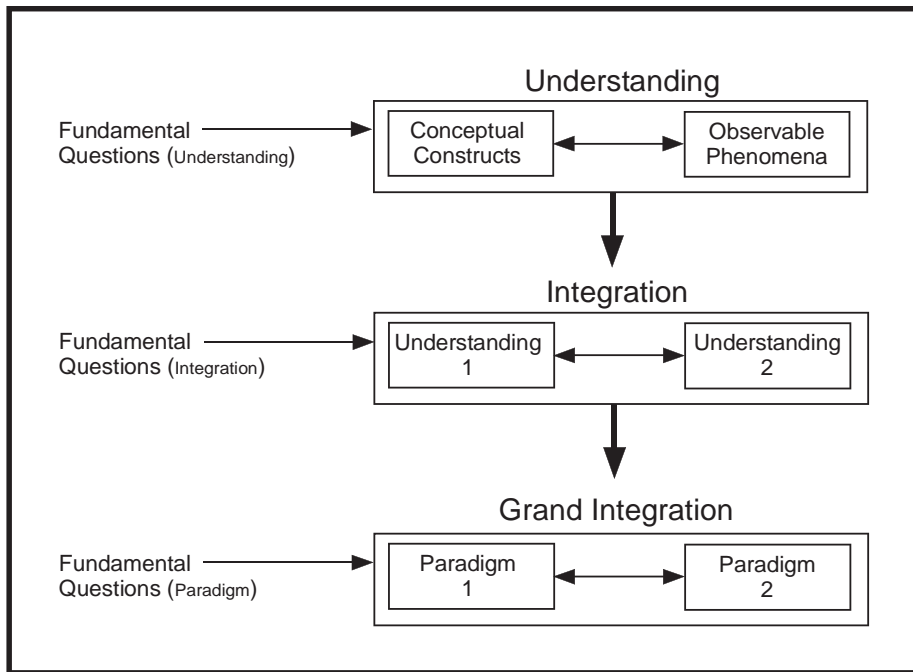 Understanding
Fundamental
Questions (Understanding)
Conceptual
Constructs
Observable
Phenomena
Integration
Fundamental
Questions (Integration)
Understanding
1
Understanding
2
Grand Integration
Fundamental
Questions (Paradigm)
Paradigm
1
Paradigm
2